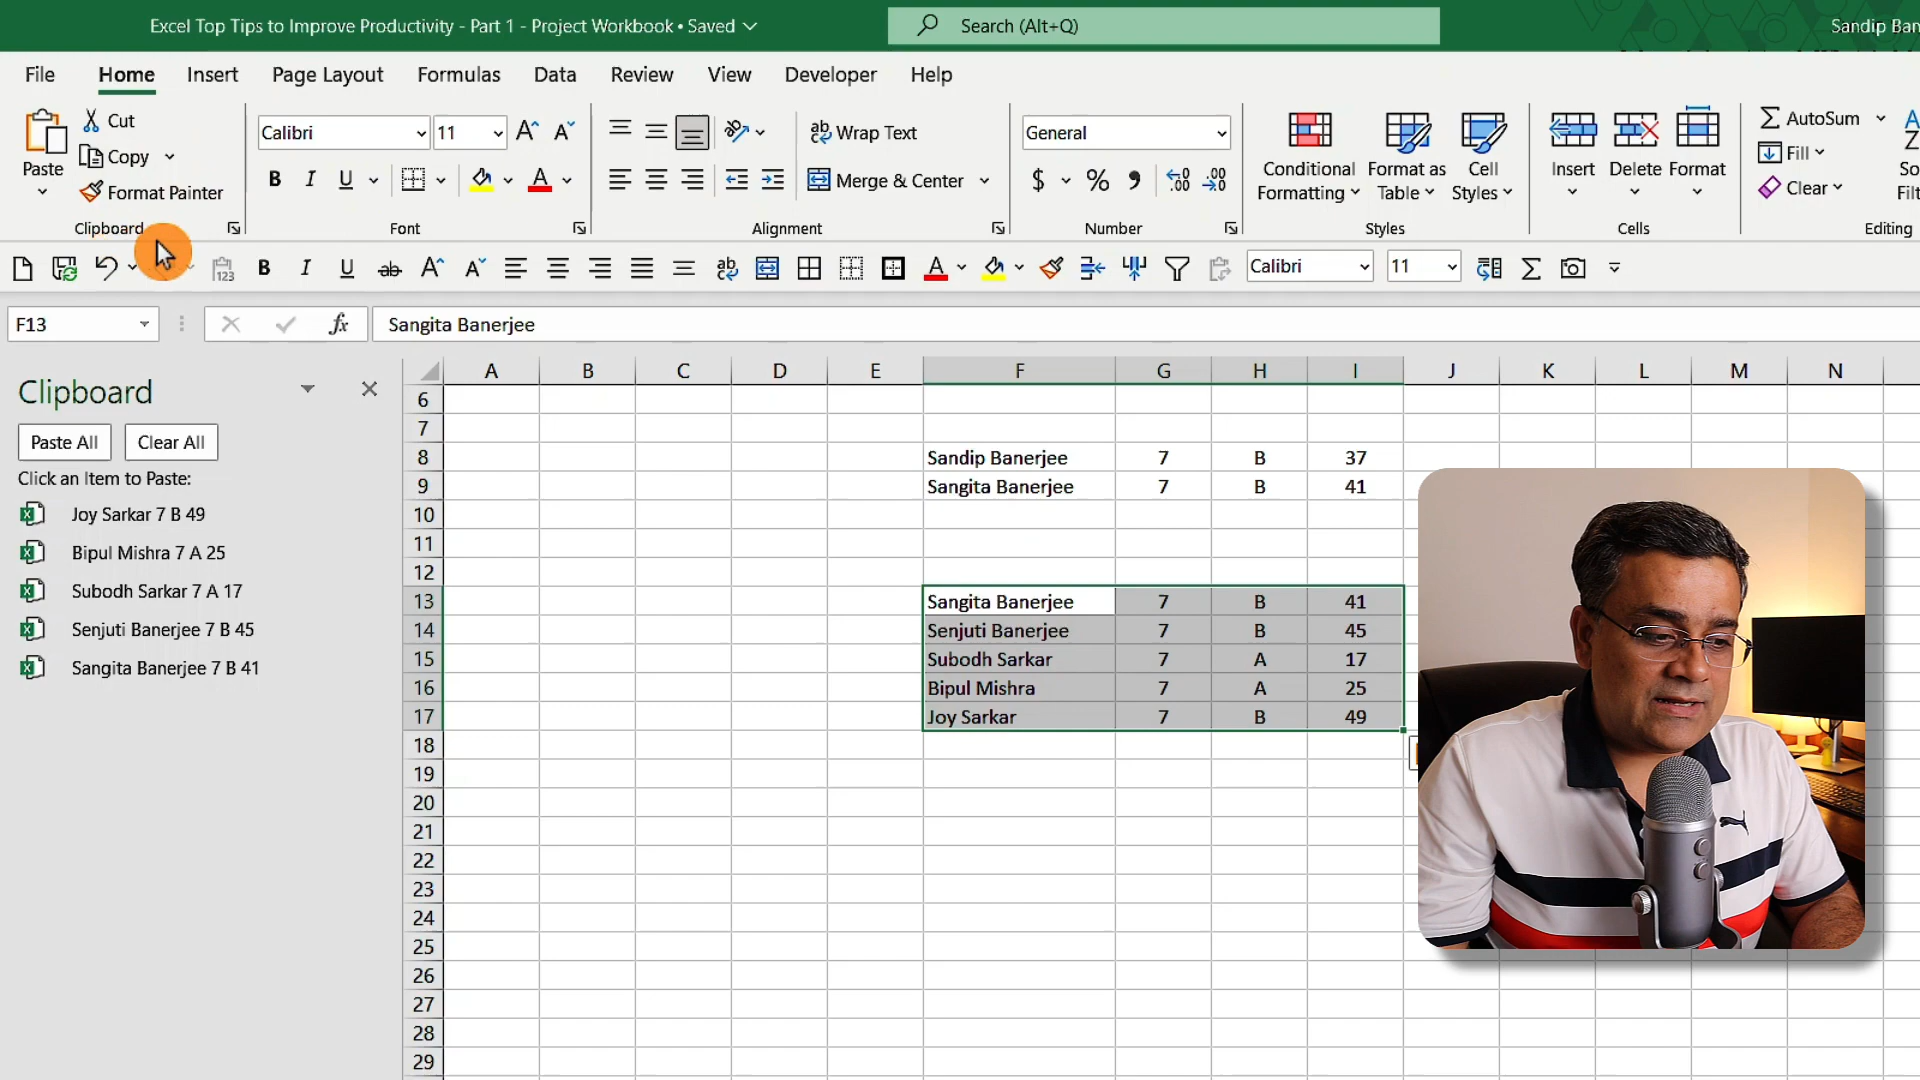 Excel Top Tips to Improve Productivity - Part 1 - Project Workbook • Saved
Search (Alt+Q)
Sandip Ban
File Home Insert Page Layout Formulas Data Review View Developer Help
Paste
Cut
Copy
Format Painter
Clipboard
Calibri 11
B I U
Font
ab Wrap Text
Merge & Center
Alignment
General
$ %
Number
Conditional Formatting
Format as Table
Cell Styles
Styles
Insert Delete Format
Cells
AutoSum
Fill
Clear
So
Filt
Editing
123 B I U ab A A ab A Calibri 11
F13 fx Sangita Banerjee
Clipboard
Paste All Clear All
Click an Item to Paste:
Joy Sarkar 7 B 49
Bipul Mishra 7 A 25
Subodh Sarkar 7 A 17
Senjuti Banerjee 7 B 45
Sangita Banerjee 7 B 41
A B C D E F G H I J K L M N
6
7
8 Sandip Banerjee 7 B 37
9 Sangita Banerjee 7 B 41
10
11
12
13 Sangita Banerjee 7 B 41
14 Senjuti Banerjee 7 B 45
15 Subodh Sarkar 7 A 17
16 Bipul Mishra 7 A 25
17 Joy Sarkar 7 B 49
18
19
20
21
22
23
24
25
26
27
28
29